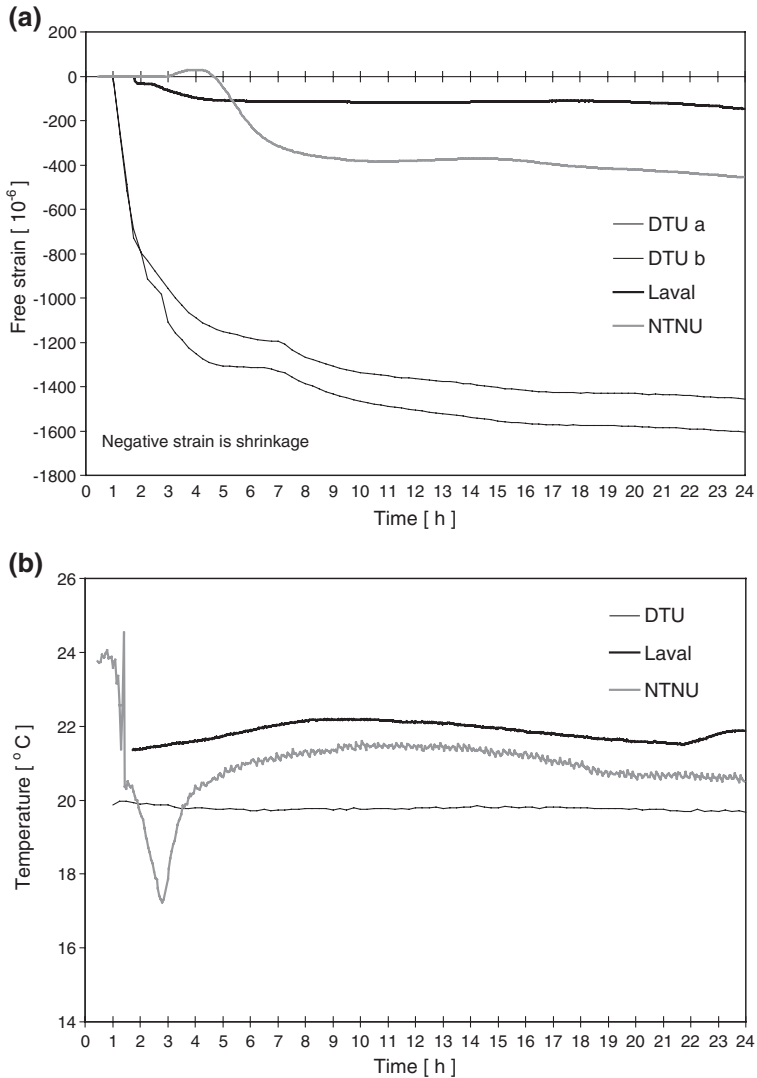 (a)
200
0
-200
-400
-600
-800
-1000
-1200
-1400
-1600
-1800
Free strain [ 10-6]
DTU a
DTU b
Laval
NTNU
Negative strain is shrinkage
0 1 2 3 4 5 6 7 8 9 10 11 12 13 14 15 16 17 18 19 20 21 22 23 24
Time [ h ]
(b)
26
24
22
20
18
16
14
Temperature [ °C ]
DTU
Laval
NTNU
0 1 2 3 4 5 6 7 8 9 10 11 12 13 14 15 16 17 18 19 20 21 22 23 24
Time [ h ]